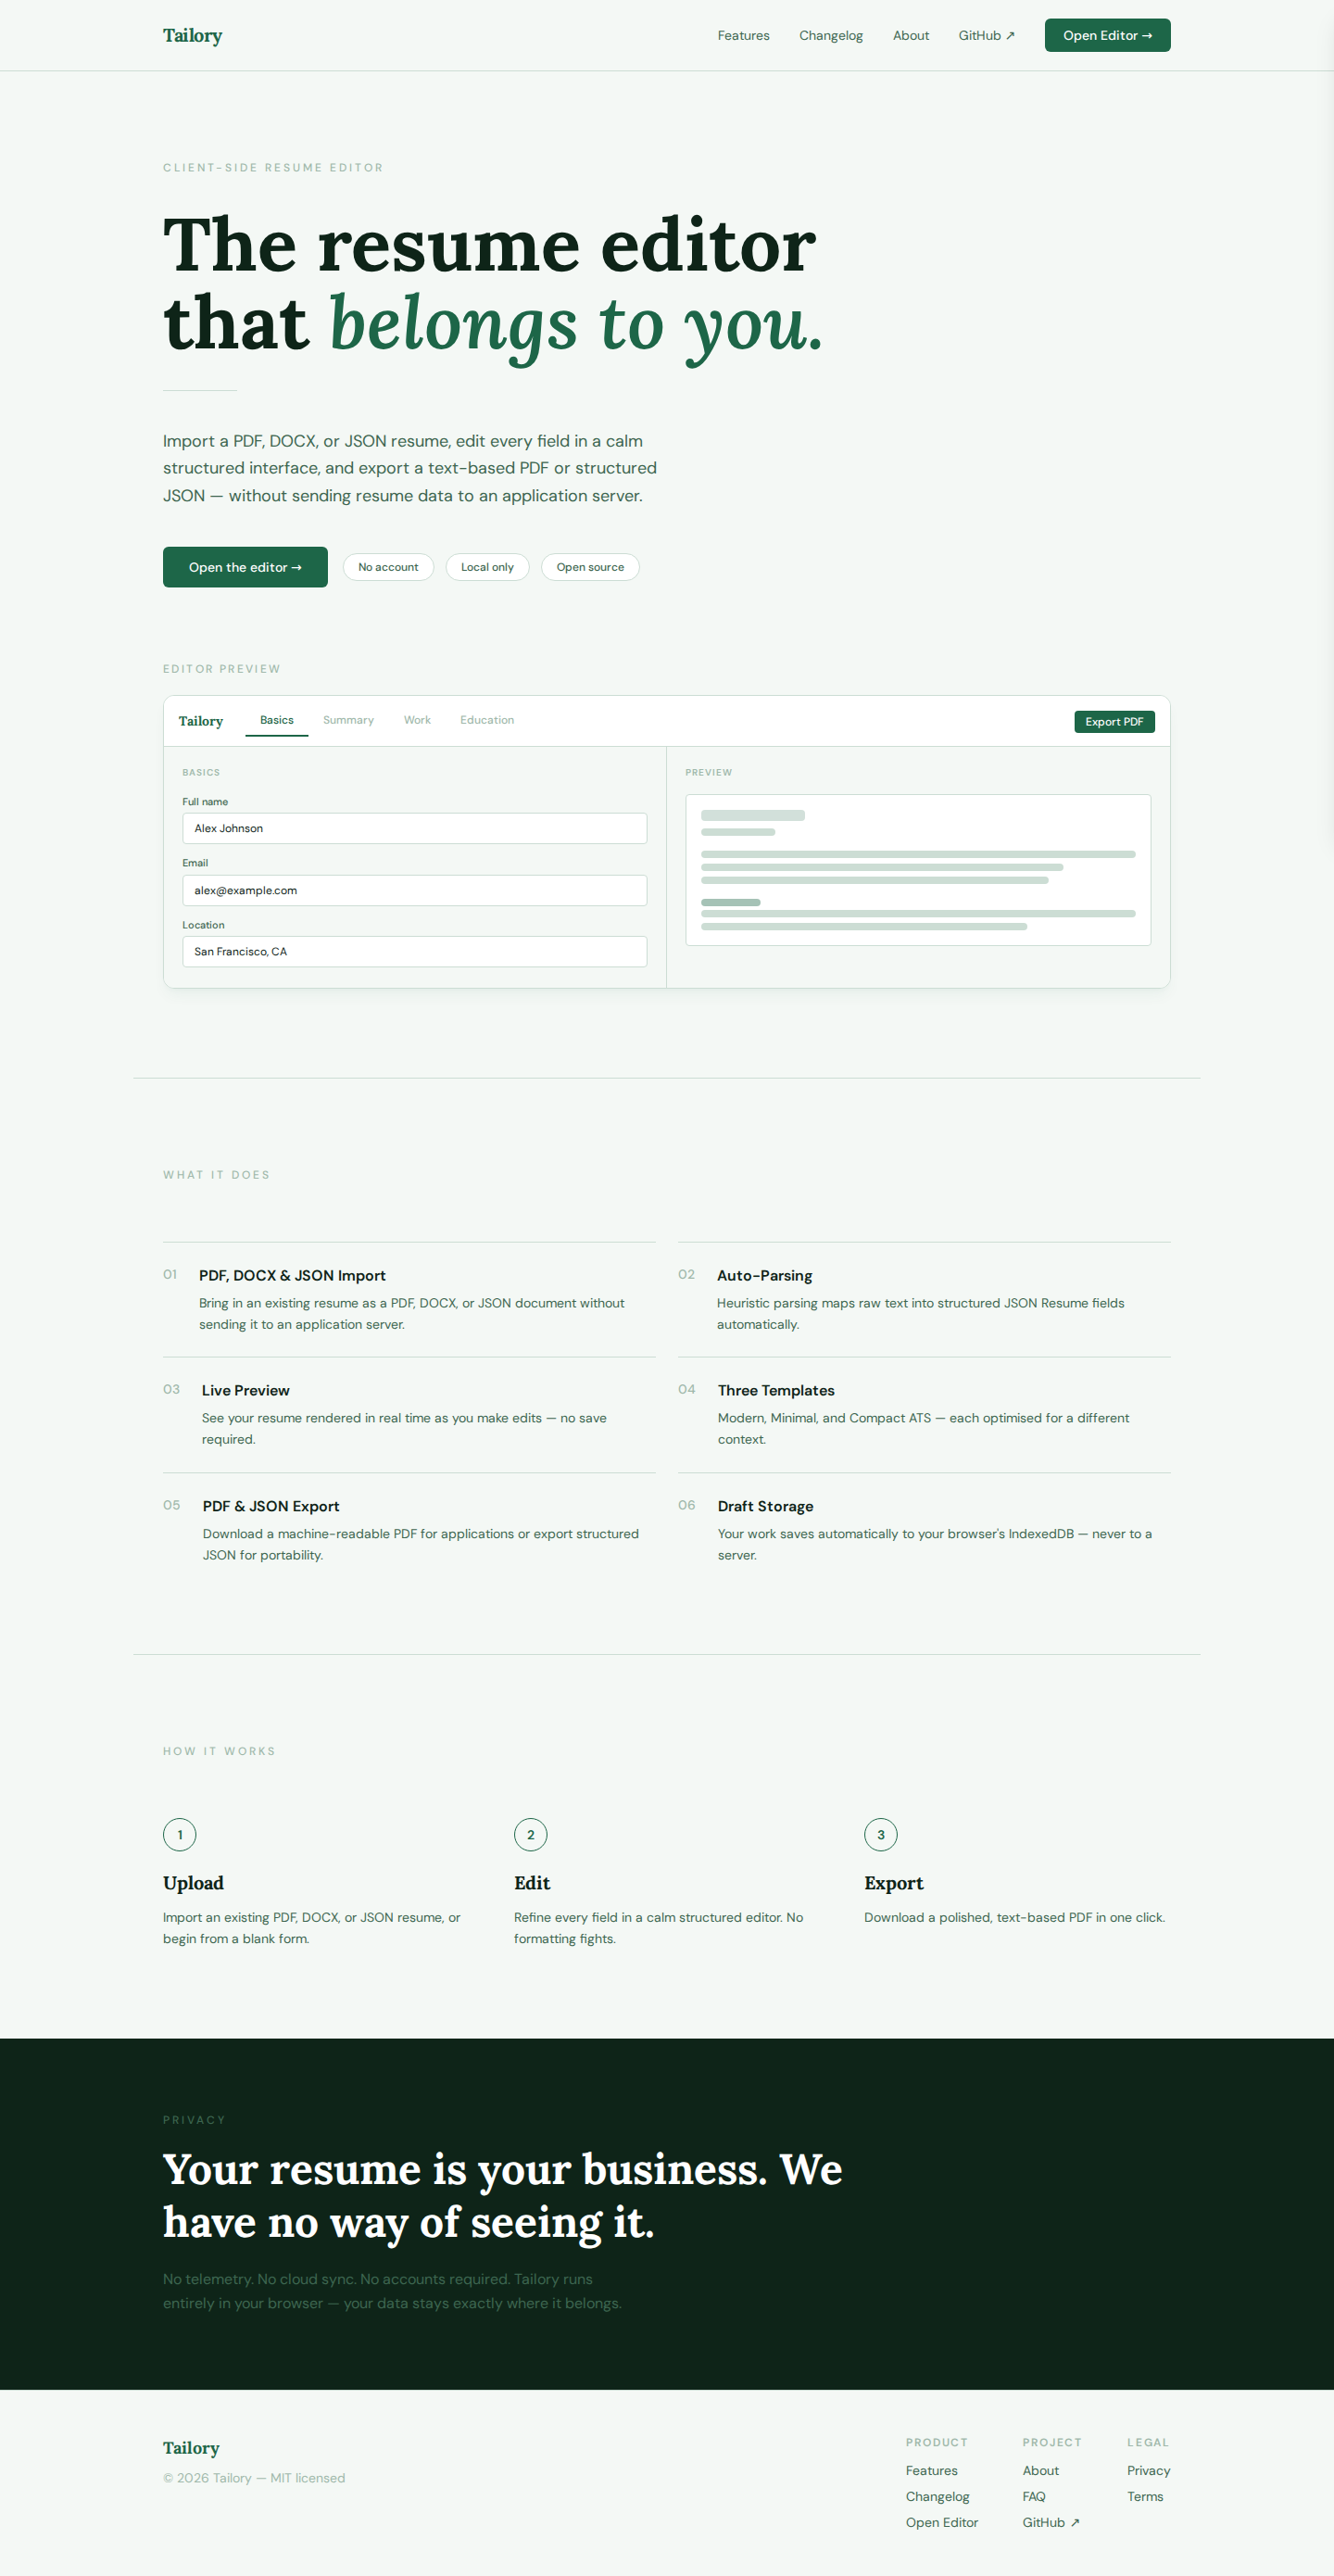 Tailory
Features
Changelog
About
GitHub ↗
Open Editor →
CLIENT-SIDE RESUME EDITOR
The resume editor
that belongs to you.
Import a PDF, DOCX, or JSON resume, edit every field in a calm
structured interface, and export a text-based PDF or structured
JSON — without sending resume data to an application server.
Open the editor →
No account
Local only
Open source
EDITOR PREVIEW
Tailory
Basics
Summary
Work
Education
Export PDF
BASICS
Full name
Alex Johnson
Email
alex@example.com
Location
San Francisco, CA
PREVIEW
WHAT IT DOES
01
PDF, DOCX & JSON Import
Bring in an existing resume as a PDF, DOCX, or JSON document without
sending it to an application server.
02
Auto-Parsing
Heuristic parsing maps raw text into structured JSON Resume fields
automatically.
03
Live Preview
See your resume rendered in real time as you make edits — no save
required.
04
Three Templates
Modern, Minimal, and Compact ATS — each optimised for a different
context.
05
PDF & JSON Export
Download a machine-readable PDF for applications or export structured
JSON for portability.
06
Draft Storage
Your work saves automatically to your browser's IndexedDB — never to a
server.
HOW IT WORKS
1
Upload
Import an existing PDF, DOCX, or JSON resume, or
begin from a blank form.
2
Edit
Refine every field in a calm structured editor. No
formatting fights.
3
Export
Download a polished, text-based PDF in one click.
PRIVACY
Your resume is your business. We
have no way of seeing it.
No telemetry. No cloud sync. No accounts required. Tailory runs
entirely in your browser — your data stays exactly where it belongs.
Tailory
© 2026 Tailory — MIT licensed
PRODUCT
Features
Changelog
Open Editor
PROJECT
About
FAQ
GitHub ↗
LEGAL
Privacy
Terms